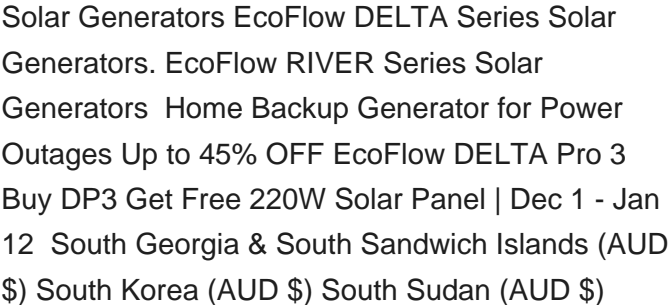 Solar Generators EcoFlow DELTA Series Solar
Generators. EcoFlow RIVER Series Solar
Generators  Home Backup Generator for Power
Outages Up to 45% OFF EcoFlow DELTA Pro 3
Buy DP3 Get Free 220W Solar Panel | Dec 1 - Jan
12  South Georgia & South Sandwich Islands (AUD
$) South Korea (AUD $) South Sudan (AUD $)